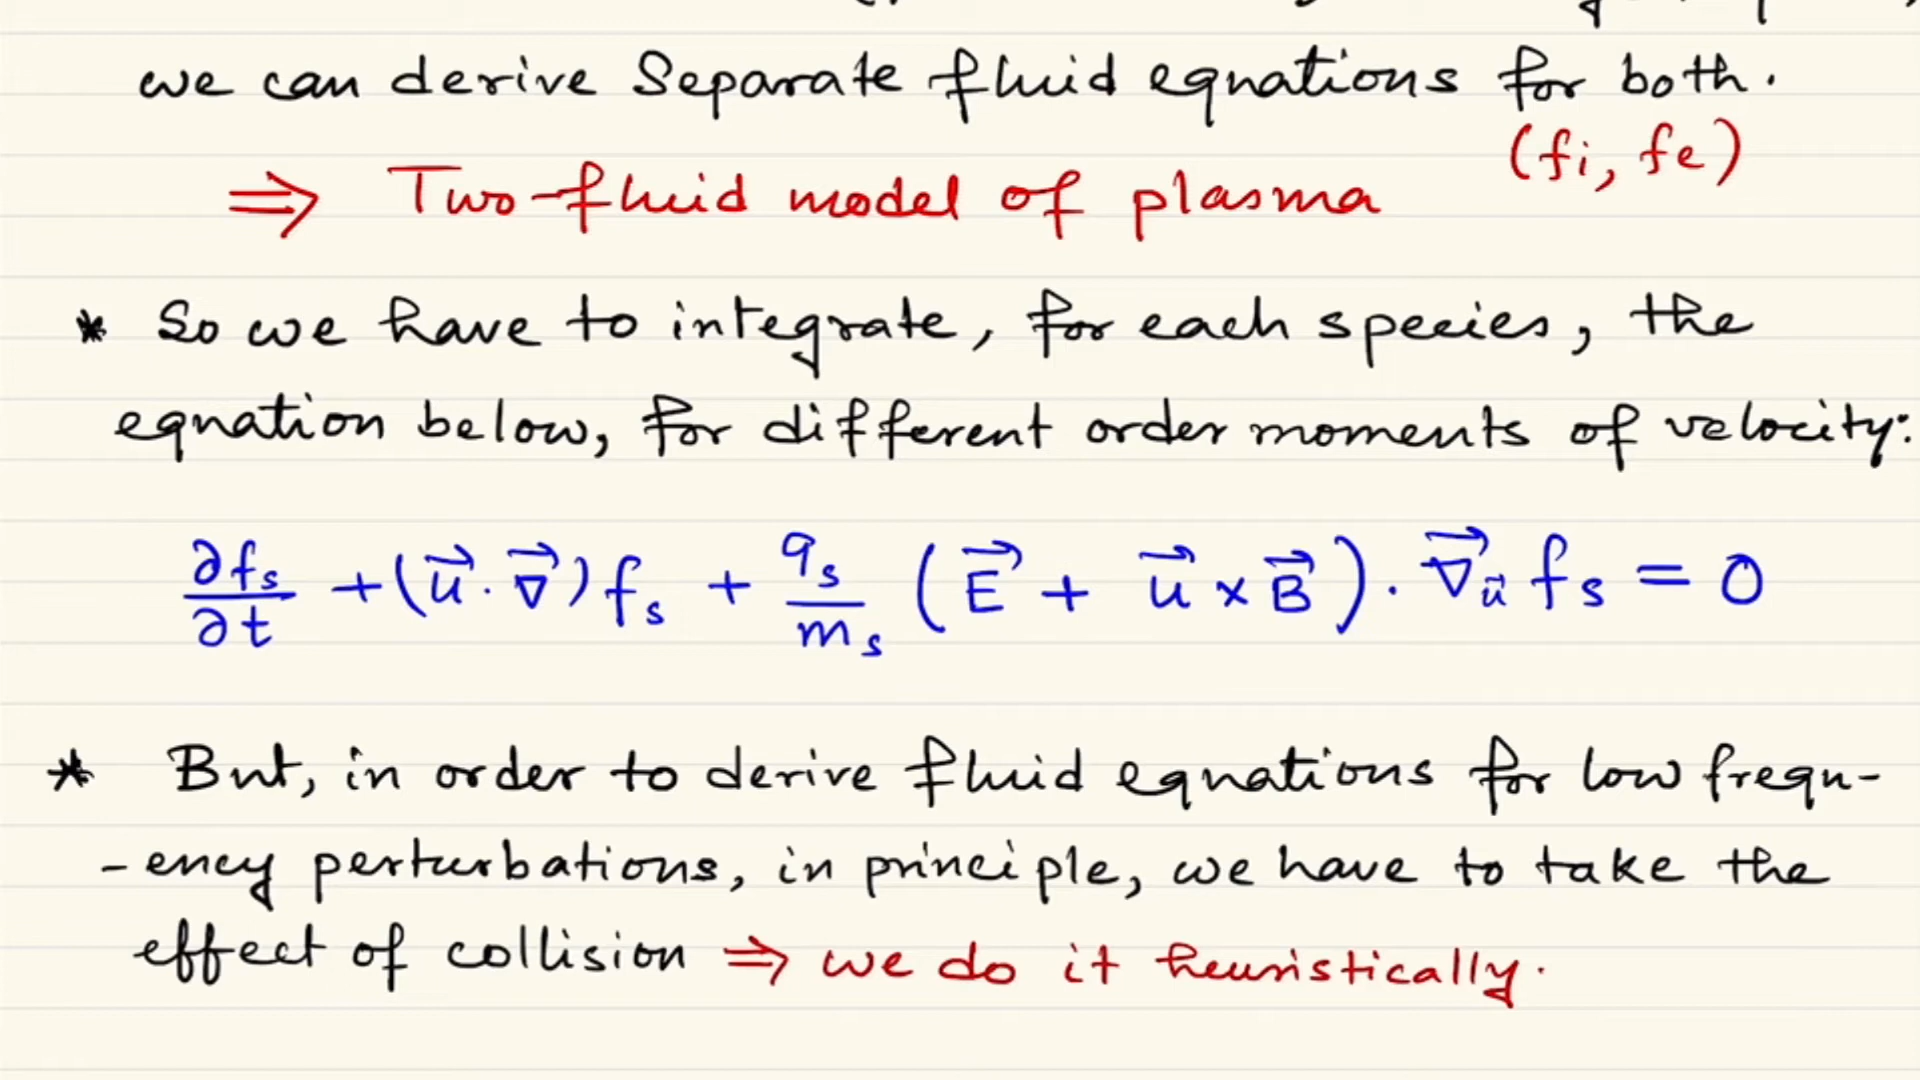 we can derive Separate fluid equations for both.
(fi, fe)
⇒ Two-fluid model of plasma
* So we have to integrate, for each species, the
equation below, for different order moments of velocity:
∂fs/∂t + (u⃗ . ∇⃗) fs + qs/ms (E⃗ + u⃗ × B⃗) . ∇⃗u⃗ fs = 0
* But, in order to derive fluid equations for low frequ-
-ency perturbations, in principle, we have to take the
effect of collision ⇒ we do it heuristically.